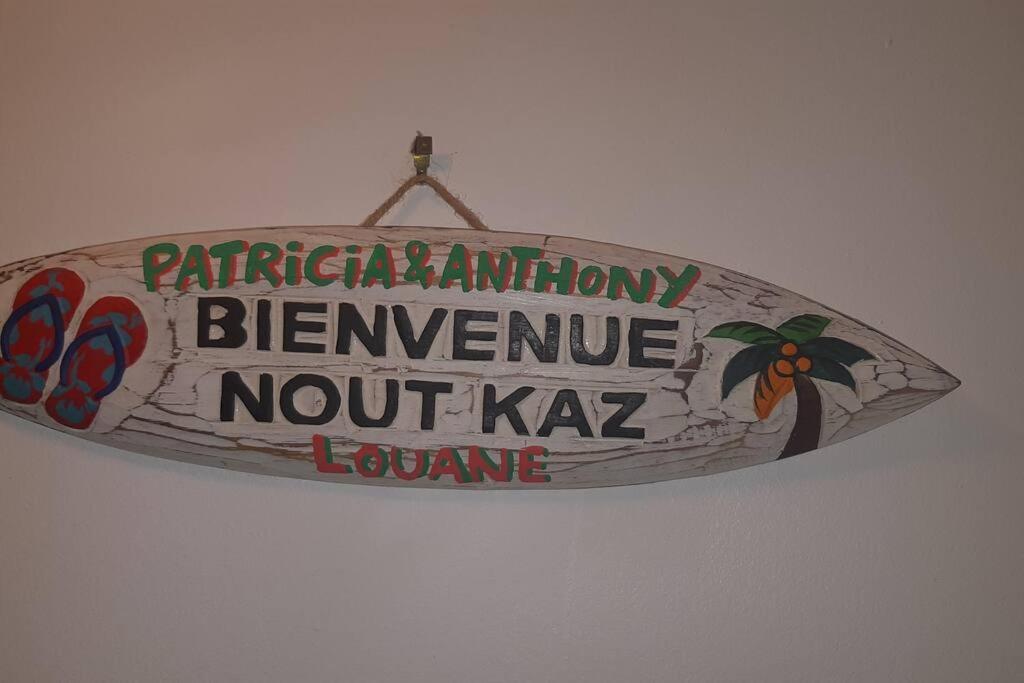 PATRiCiA & ANTHONY
BIENVENUE
NOUT KAZ
LOUANE